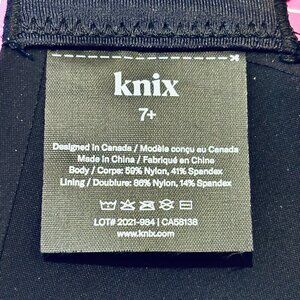 knix
7+
Designed in Canada / Modèle conçu au Canada
Made in China / Fabriqué en Chine
Body / Corps: 59% Nylon, 41% Spandex
Lining / Doublure: 86% Nylon, 14% Spandex
LOT# 2021-984 | CA58138
www.knix.com